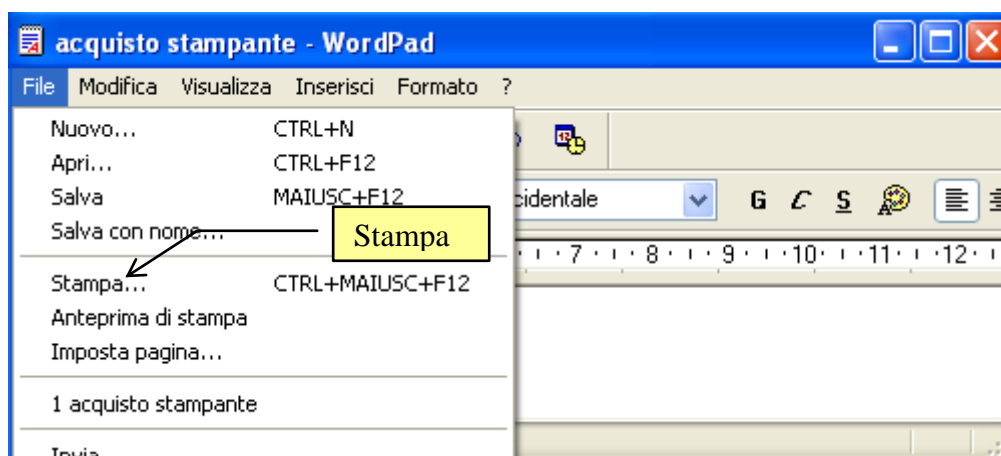 acquisto stampante - WordPad
File Modifica Visualizza Inserisci Formato ?
Nuovo... CTRL+N
Apri... CTRL+F12
Salva MAIUSC+F12
cidentale G C S
Salva con nome...
Stampa
7 8 9 10 11 12
Stampa... CTRL+MAIUSC+F12
Anteprima di stampa
Imposta pagina...
1 acquisto stampante
Invia